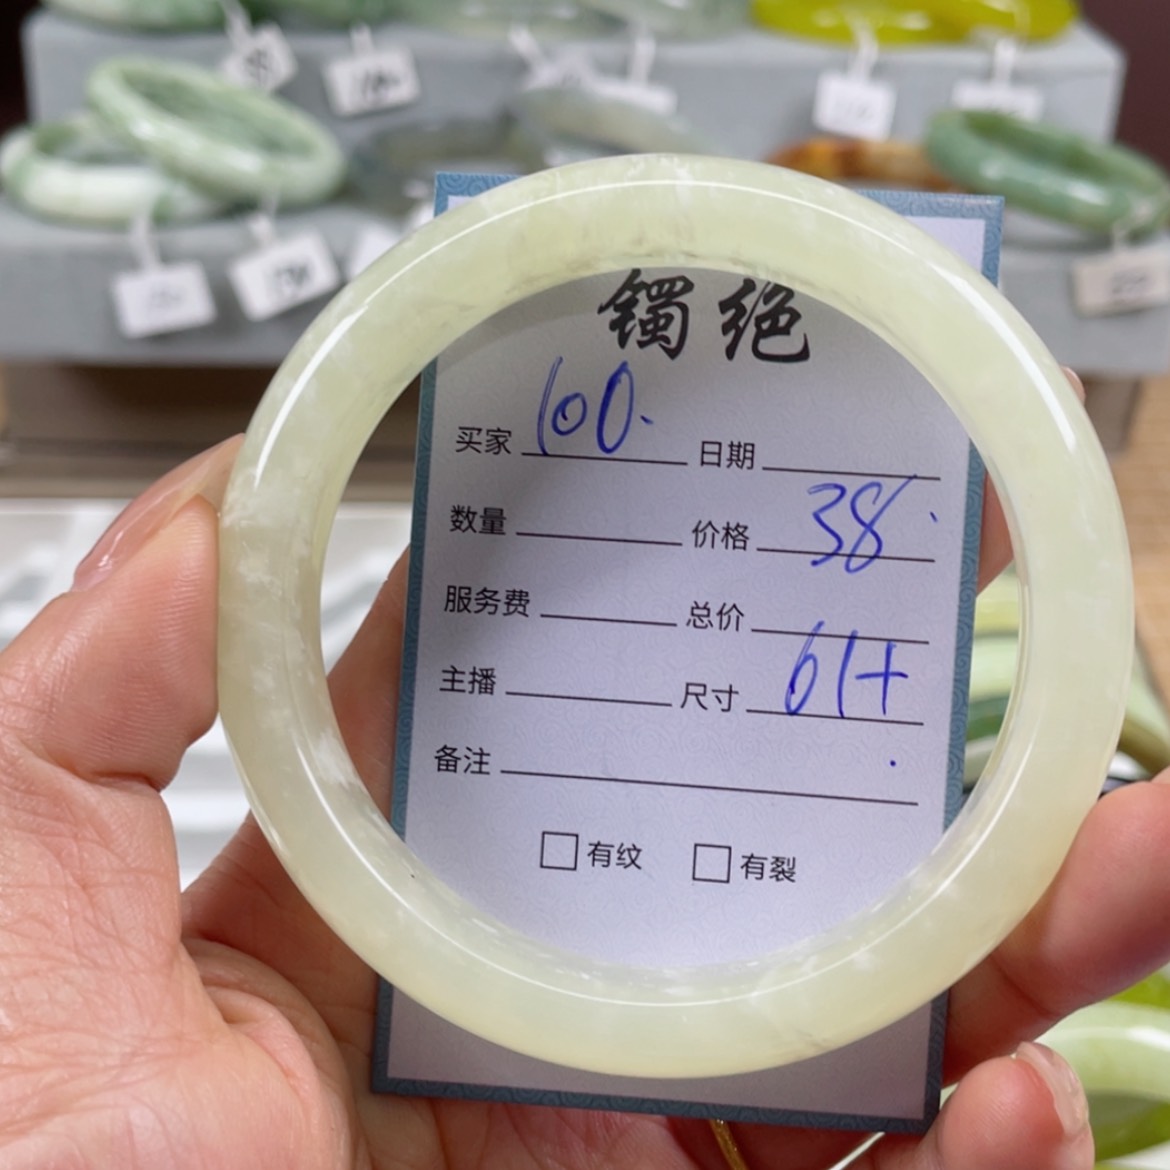 镯绝
买家 100. 日期
数量 价格 38.
服务费 总价
主播 尺寸 61+
备注
有纹 有裂